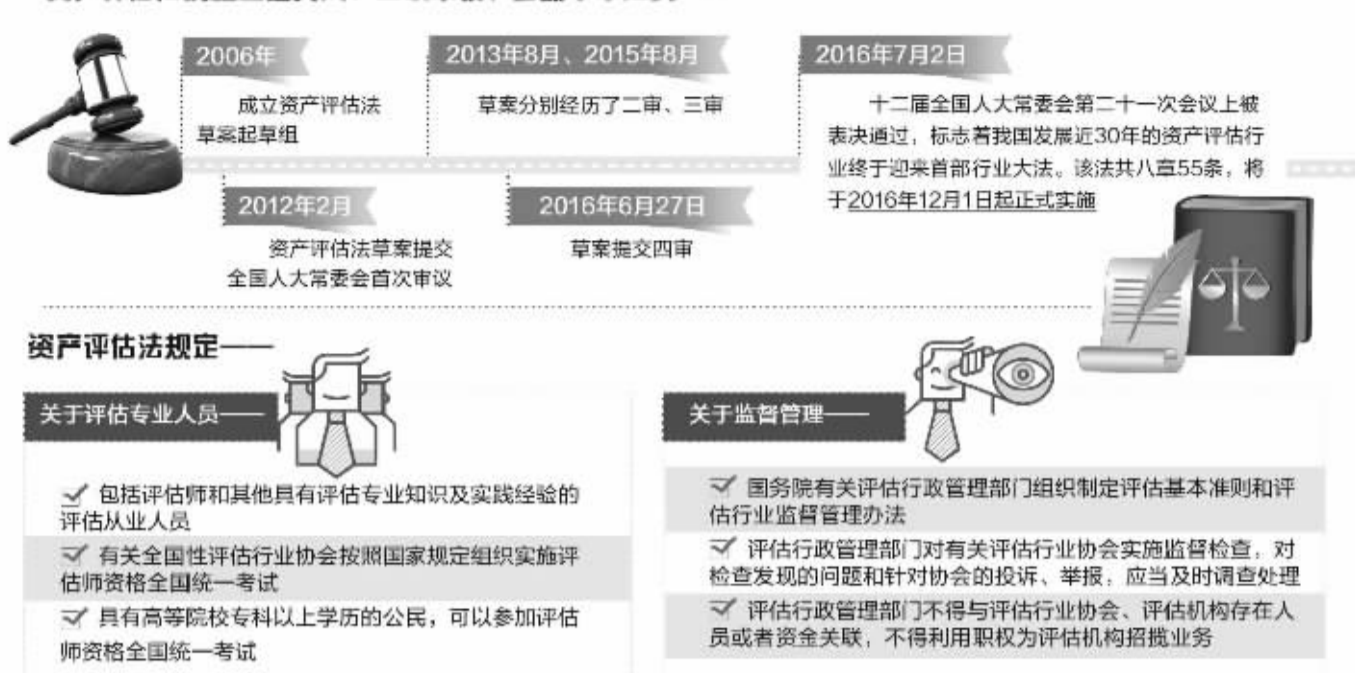 2006年
成立资产评估法
草案起草组
2013年8月、2015年8月
草案分别经历了二审、三审
2016年7月2日
十二届全国人大常委会第二十一次会议上被
表决通过，标志着我国发展近30年的资产评估行
业终于迎来首部行业大法。该法共八章55条，将
于2016年12月1日起正式实施
2012年2月
资产评估法草案提交
全国人大常委会首次审议
2016年6月27日
草案提交四审
资产评估法规定——
关于评估专业人员——
包括评估师和其他具有评估专业知识及实践经验的
评估从业人员
有关全国性评估行业协会按照国家规定组织实施评
估师资格全国统一考试
具有高等院校专科以上学历的公民，可以参加评估
师资格全国统一考试
关于监督管理——
国务院有关评估行政管理部门组织制定评估基本准则和评
估行业监督管理办法
评估行政管理部门对有关评估行业协会实施监督检查，对
检查发现的问题和针对协会的投诉、举报，应当及时调查处理
评估行政管理部门不得与评估行业协会、评估机构存在人
员或者资金关联，不得利用职权为评估机构招揽业务